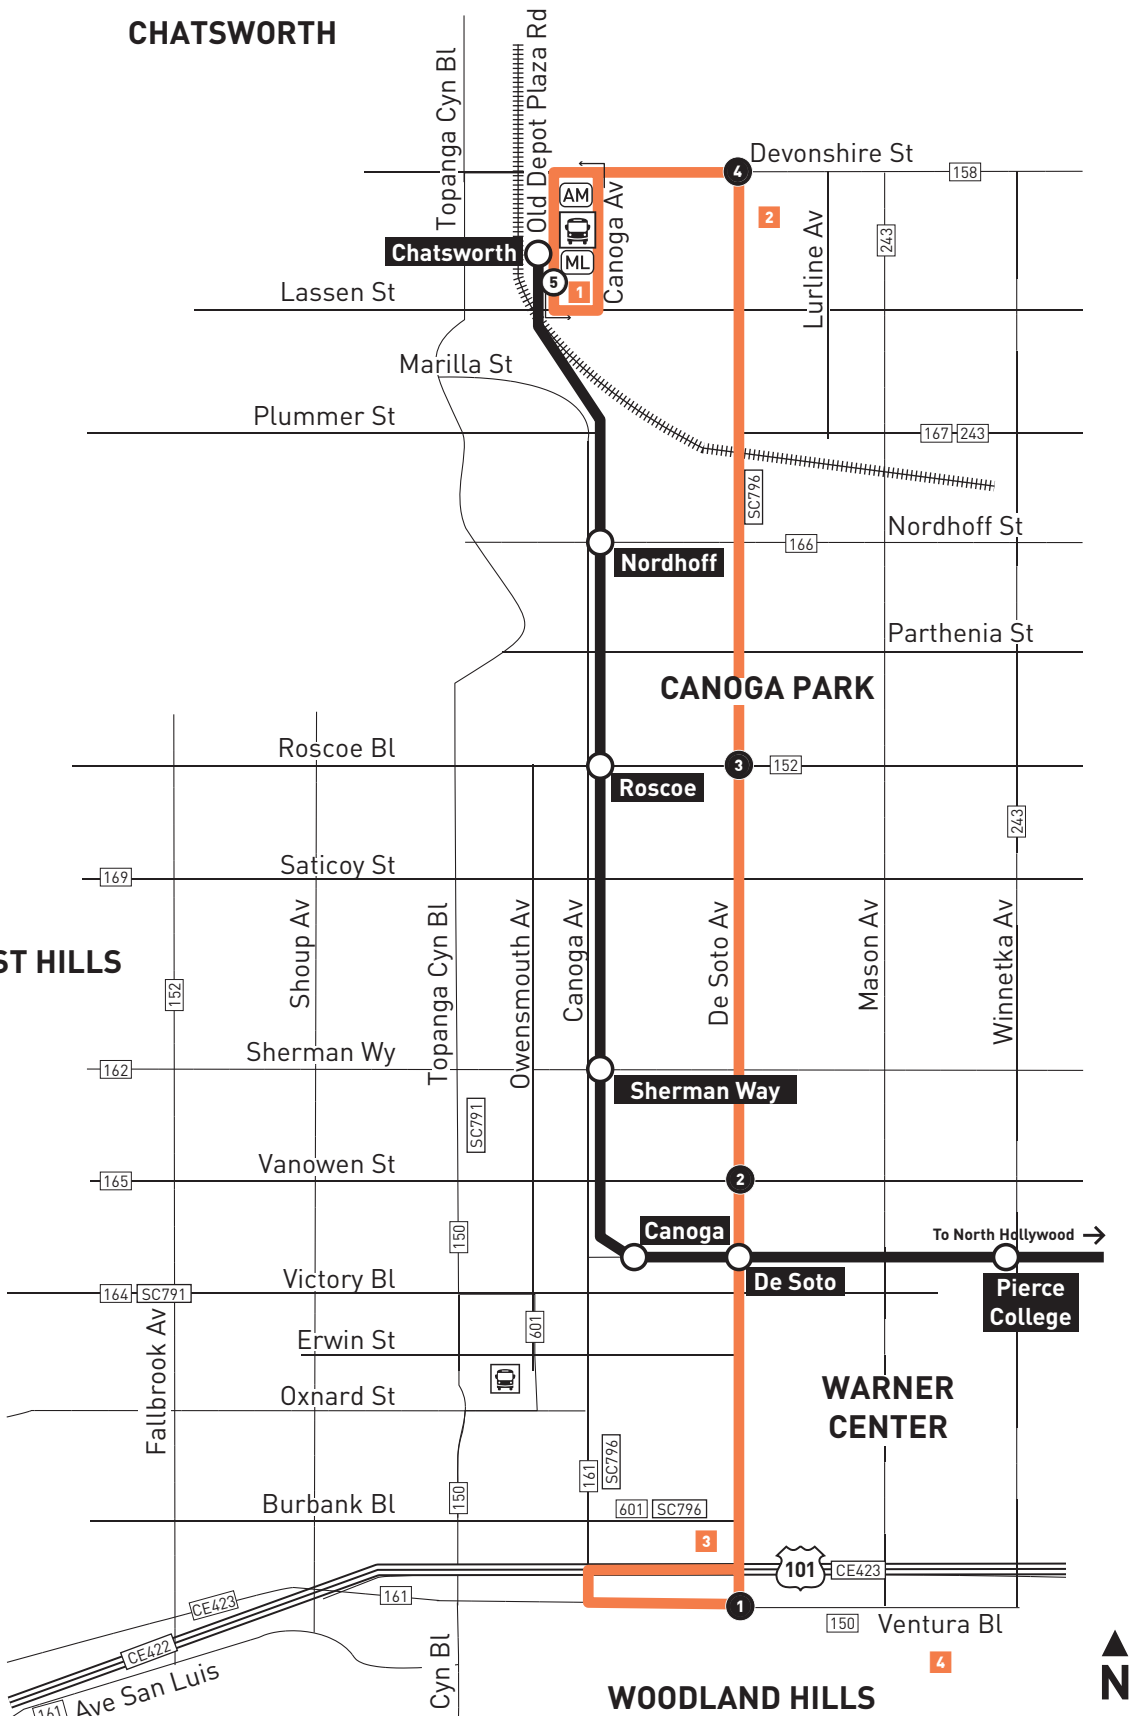 CHATSWORTH
Topanga Cyn Bl
Old Depot Plaza Rd
Devonshire St
4
158
AM
2
Canoga Av
Lurline Av
243
Chatsworth
ML
5
1
Lassen St
Marilla St
Plummer St
167
243
SC796
Nordhoff St
166
Nordhoff
Parthenia St
CANOGA PARK
Roscoe Bl
3
152
Roscoe
243
Saticoy St
169
ST HILLS
152
Shoup Av
Topanga Cyn Bl
Owensmouth Av
Canoga Av
De Soto Av
Mason Av
Winnetka Av
Sherman Wy
162
Sherman Way
SC791
Vanowen St
165
2
150
Canoga
To North Hollywood
De Soto
Pierce
College
Victory Bl
164
SC791
Fallbrook Av
601
Erwin St
Oxnard St
WARNER
CENTER
161
SC796
150
Burbank Bl
601
SC796
3
101
CE423
CE423
161
1
150
Ventura Bl
CE422
4
161
Ave San Luis
Cyn Bl
WOODLAND HILLS
N